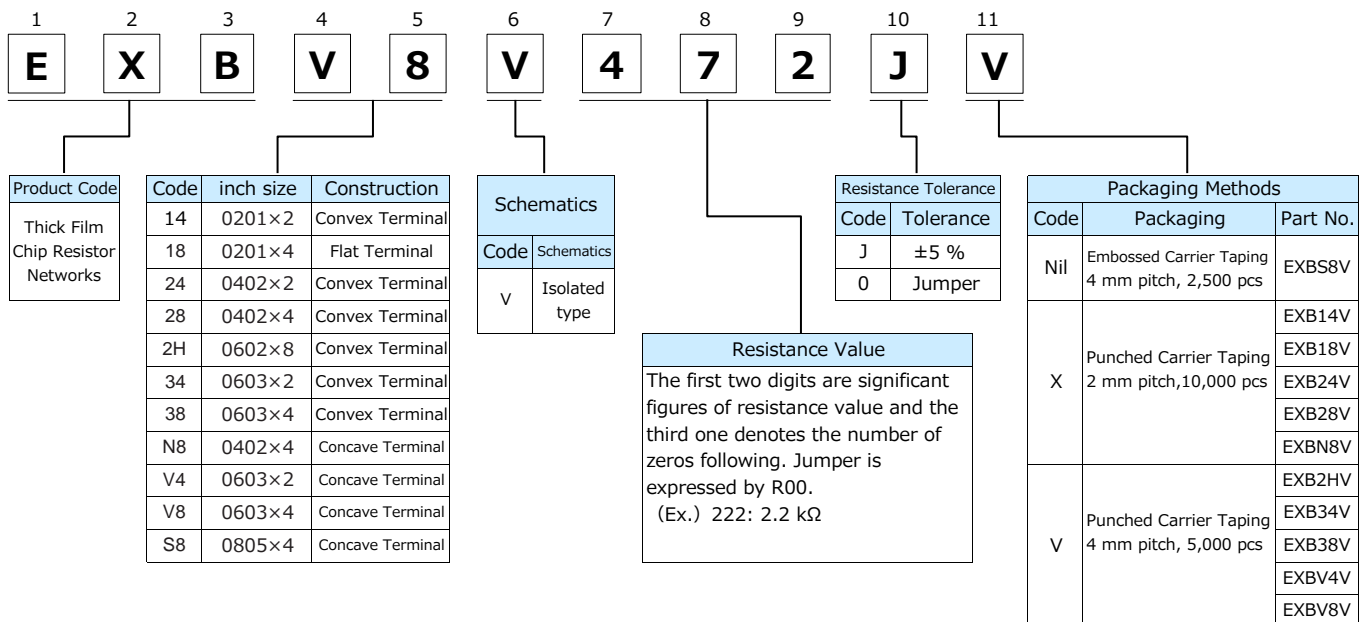 1 2 3 4 5 6 7 8 9 10 11
E X B V 8 V 4 7 2 J V
Product Code
Thick Film
Chip Resistor
Networks
Code inch size Construction
14 0201×2 Convex Terminal
18 0201×4 Flat Terminal
24 0402×2 Convex Terminal
28 0402×4 Convex Terminal
2H 0602×8 Convex Terminal
34 0603×2 Convex Terminal
38 0603×4 Convex Terminal
N8 0402×4 Concave Terminal
V4 0603×2 Concave Terminal
V8 0603×4 Concave Terminal
S8 0805×4 Concave Terminal
Schematics
Code Schematics
V Isolated
type
Resistance Value
The first two digits are significant
figures of resistance value and the
third one denotes the number of
zeros following. Jumper is
expressed by R00.
(Ex.) 222: 2.2 kΩ
Resistance Tolerance
Code Tolerance
J ±5 %
0 Jumper
Packaging Methods
Code Packaging Part No.
Nil Embossed Carrier Taping
4 mm pitch, 2,500 pcs
EXBS8V
X Punched Carrier Taping
2 mm pitch,10,000 pcs
EXB14V
EXB18V
EXB24V
EXB28V
EXBN8V
V Punched Carrier Taping
4 mm pitch, 5,000 pcs
EXB2HV
EXB34V
EXB38V
EXBV4V
EXBV8V